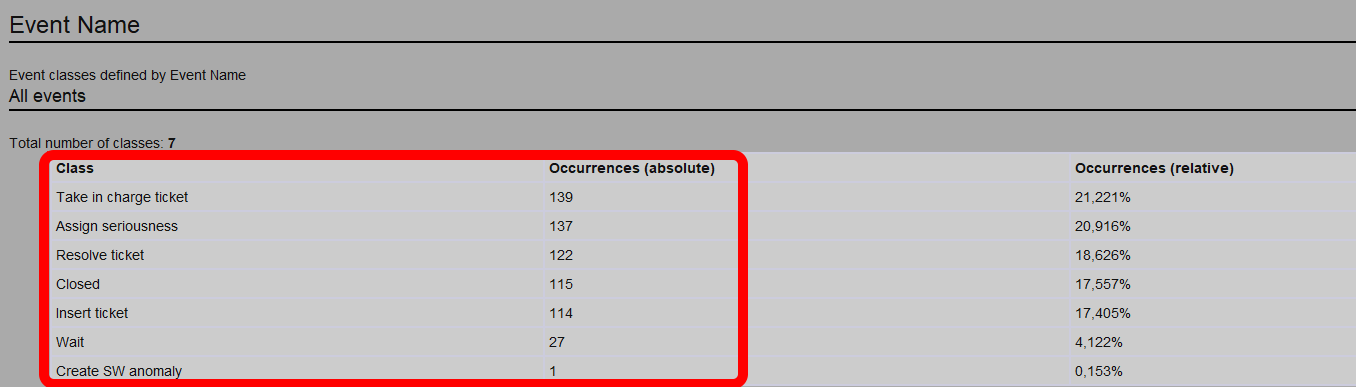 Event Name
Event classes defined by Event Name
All events
Total number of classes: 7
Class Occurrences (absolute) Occurrences (relative)
Take in charge ticket 139 21,221%
Assign seriousness 137 20,916%
Resolve ticket 122 18,626%
Closed 115 17,557%
Insert ticket 114 17,405%
Wait 27 4,122%
Create SW anomaly 1 0,153%